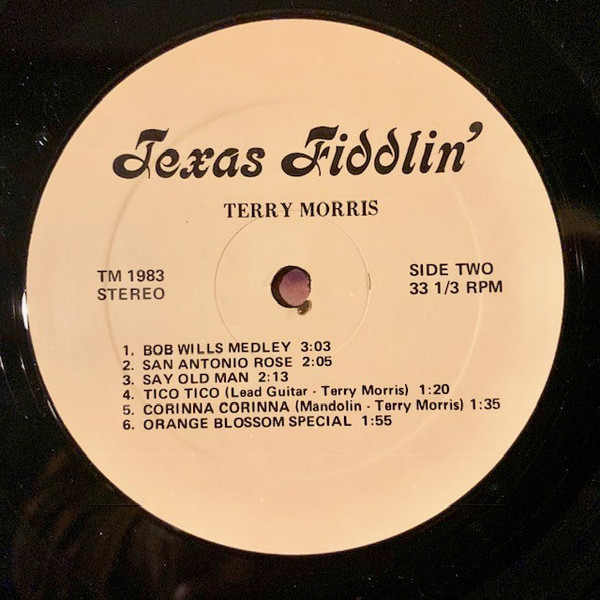 Texas Fiddlin'
TERRY MORRIS
TM 1983
STEREO
SIDE TWO
33 1/3 RPM
1. BOB WILLS MEDLEY 3:03
2. SAN ANTONIO ROSE 2:05
3. SAY OLD MAN 2:13
4. TICO TICO (Lead Guitar - Terry Morris) 1:20
5. CORINNA CORINNA (Mandolin - Terry Morris) 1:35
6. ORANGE BLOSSOM SPECIAL 1:55